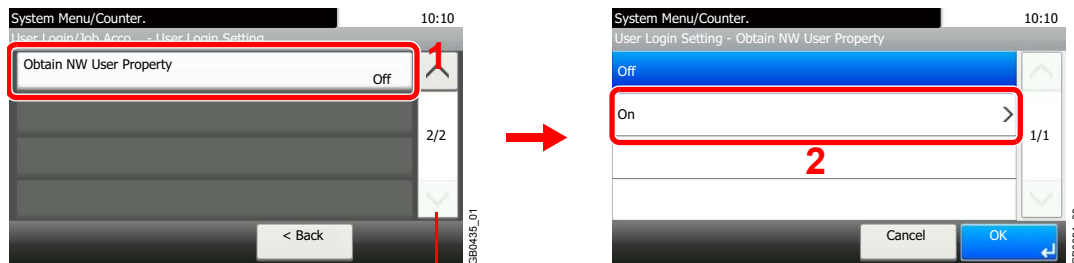 System Menu/Counter.
10:10
User Login/Job Acco... - User Login Setting
1
Obtain NW User Property
Off
2/2
< Back
GB0435_01
System Menu/Counter.
10:10
User Login Setting - Obtain NW User Property
Off
On
1/1
2
Cancel
OK